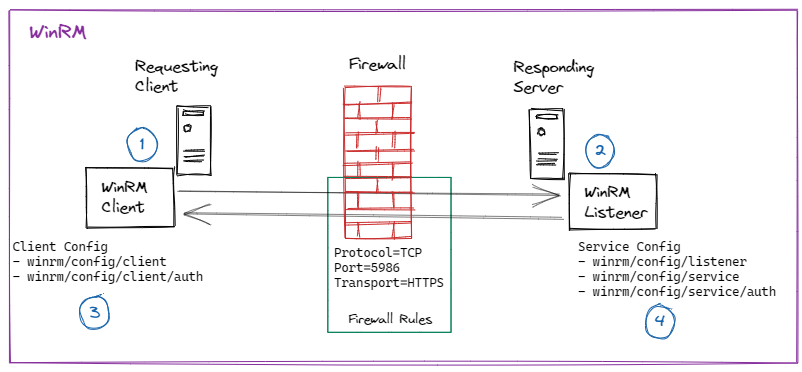 WinRM
Requesting
Client
Firewall
Responding
Server
1
2
WinRM
Client
WinRM
Listener
Client Config
- winrm/config/client
- winrm/config/client/auth
3
Protocol=TCP
Port=5986
Transport=HTTPS
Firewall Rules
Service Config
- winrm/config/listener
- winrm/config/service
- winrm/config/service/auth
4